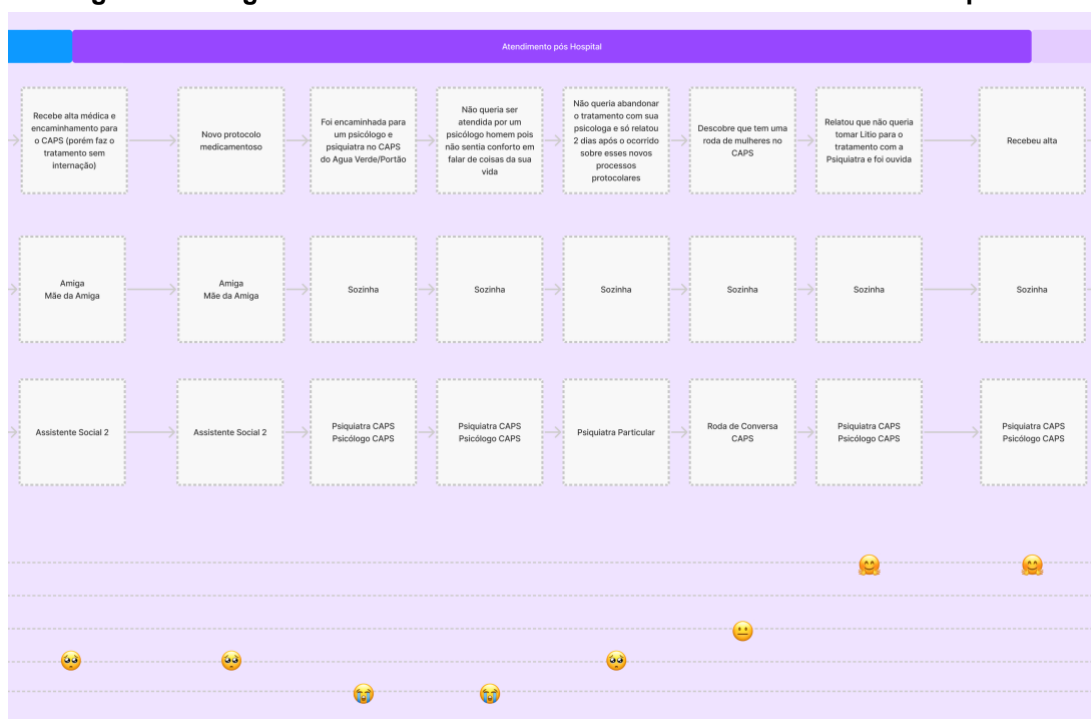 Atendimento pós Hospital
Recebe alta médica e
encaminhamento para
o CAPS (porém faz o
tratamento sem
internação)
Novo protocolo
medicamentoso
Foi encaminhada para
um psicólogo e
psiquiatra no CAPS
do Agua Verde/Portão
Não queria ser
atendida por um
psicólogo homem pois
não sentia conforto em
falar de coisas da sua
vida
Não queria abandonar
o tratamento com sua
psicologa e só relatou
2 dias após o ocorrido
sobre esses novos
processos
protocolares
Descobre que tem uma
roda de mulheres no
CAPS
Relatou que não queria
tomar Litio para o
tratamento com a
Psiquiatra e foi ouvida
Recebeu alta
Amiga
Mãe da Amiga
Amiga
Mãe da Amiga
Sozinha
Sozinha
Sozinha
Sozinha
Sozinha
Sozinha
Assistente Social 2
Assistente Social 2
Psiquiatra CAPS
Psicólogo CAPS
Psiquiatra CAPS
Psicólogo CAPS
Psiquiatra Particular
Roda de Conversa
CAPS
Psiquiatra CAPS
Psicólogo CAPS
Psiquiatra CAPS
Psicólogo CAPS